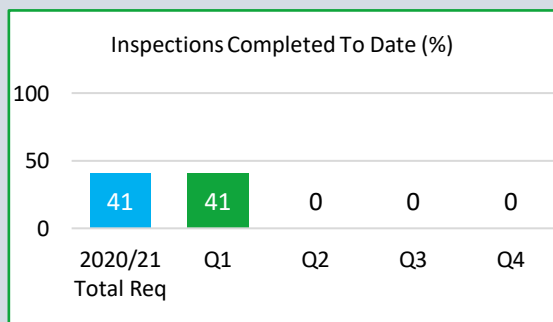 Inspections Completed To Date (%)
100
50
0
41
41
0
0
0
2020/21
Total Req
Q1
Q2
Q3
Q4